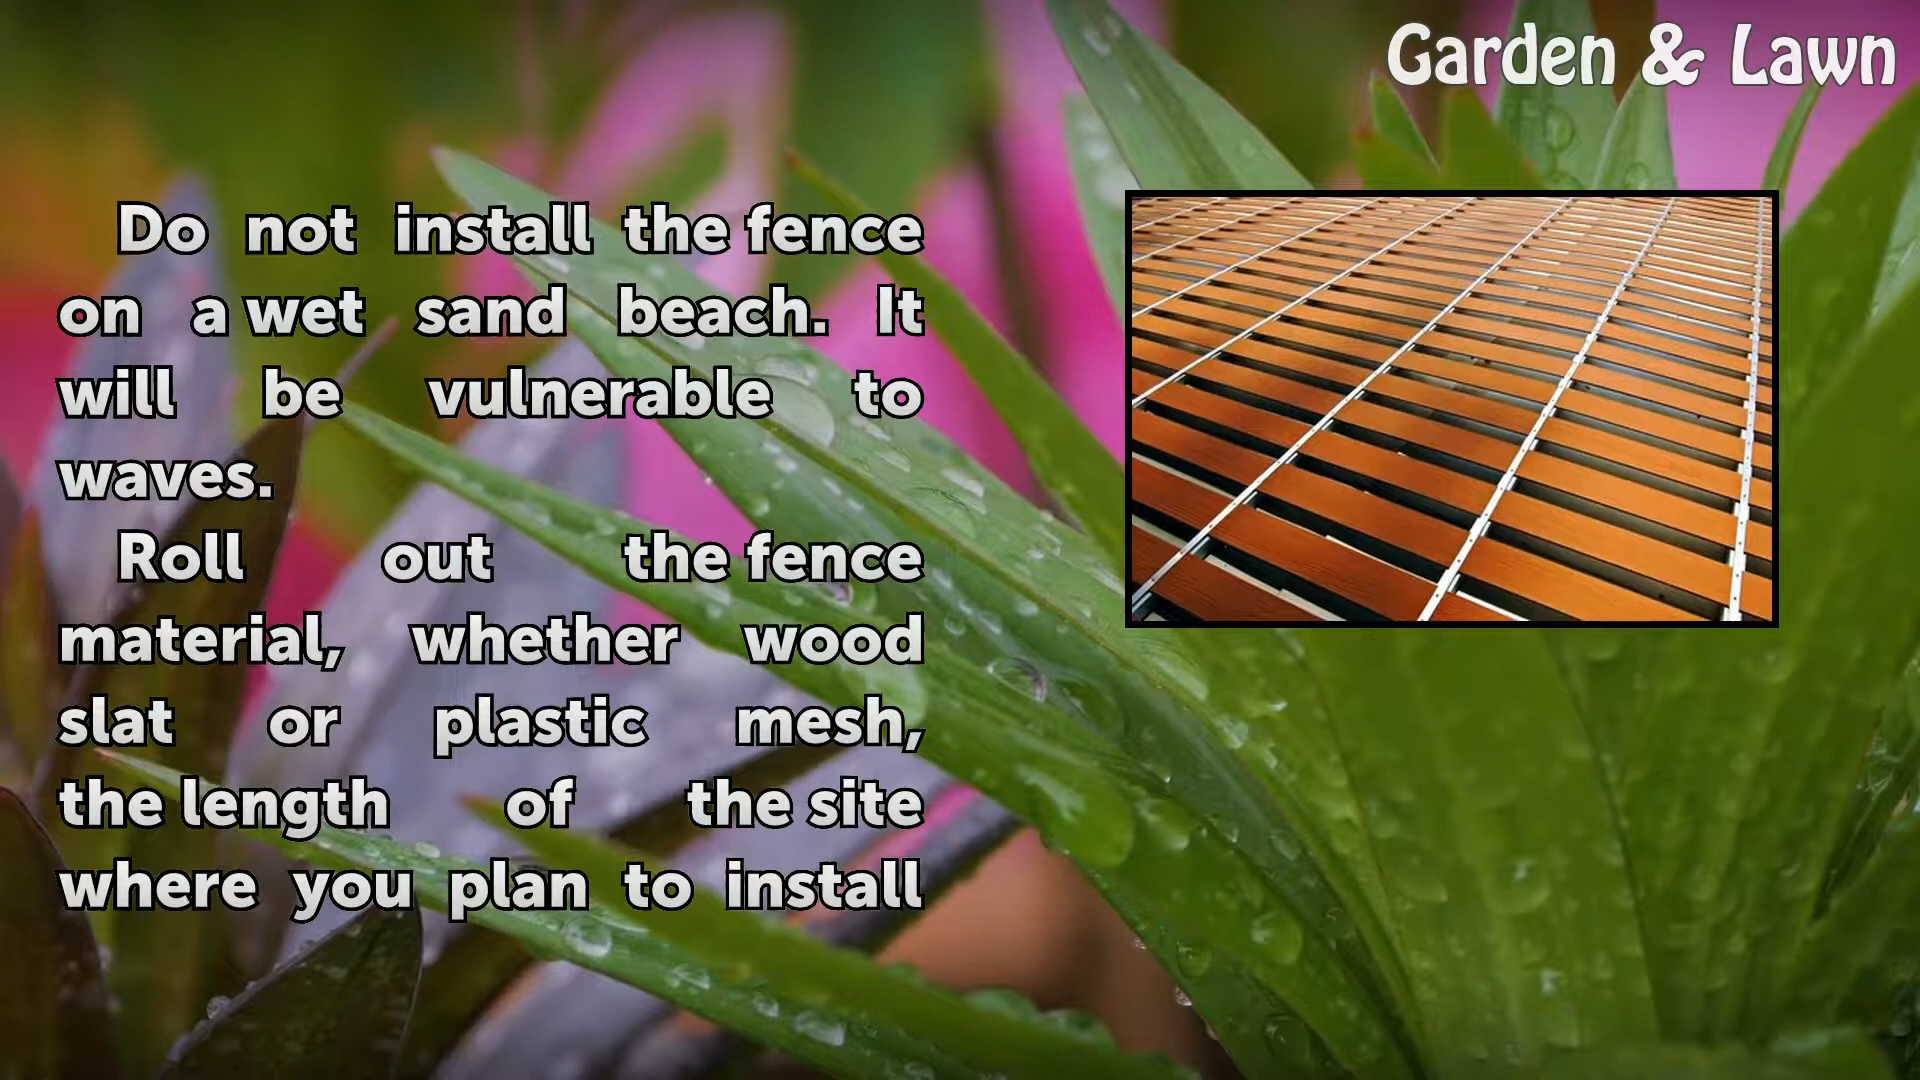 Garden & Lawn
Do not install the fence
on a wet sand beach. It
will be vulnerable to
waves.
Roll out the fence
material, whether wood
slat or plastic mesh,
the length of the site
where you plan to install